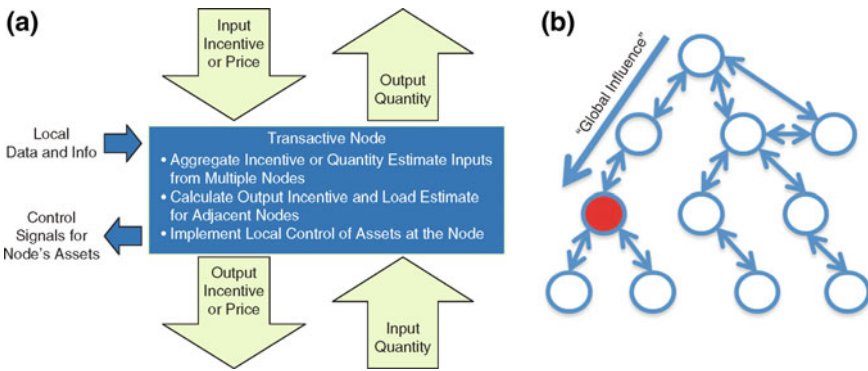 (a)
Input
Incentive
or Price
Output
Quantity
Local
Data and Info
Transactive Node
• Aggregate Incentive or Quantity Estimate Inputs
from Multiple Nodes
• Calculate Output Incentive and Load Estimate
for Adjacent Nodes
• Implement Local Control of Assets at the Node
Control
Signals for
Node's Assets
Output
Incentive
or Price
Input
Quantity
(b)
"Global Influence"